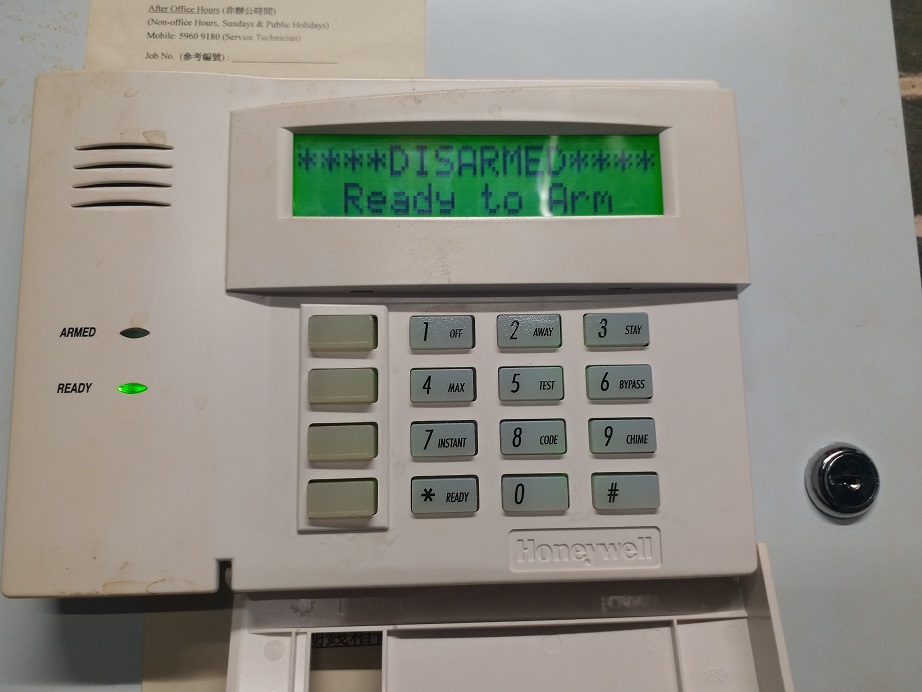 After Office Hours (非辦公時間)
(Non-office Hours, Sundays & Public Holidays)
Mobile: 5960 9180 (Service Technician)
Job No. (參考編號) :
****DISARMED****
Ready to Arm
ARMED
READY
1 OFF
2 AWAY
3 STAY
4 MAX
5 TEST
6 BYPASS
7 INSTANT
8 CODE
9 CHIME
* READY
0
#
Honeywell